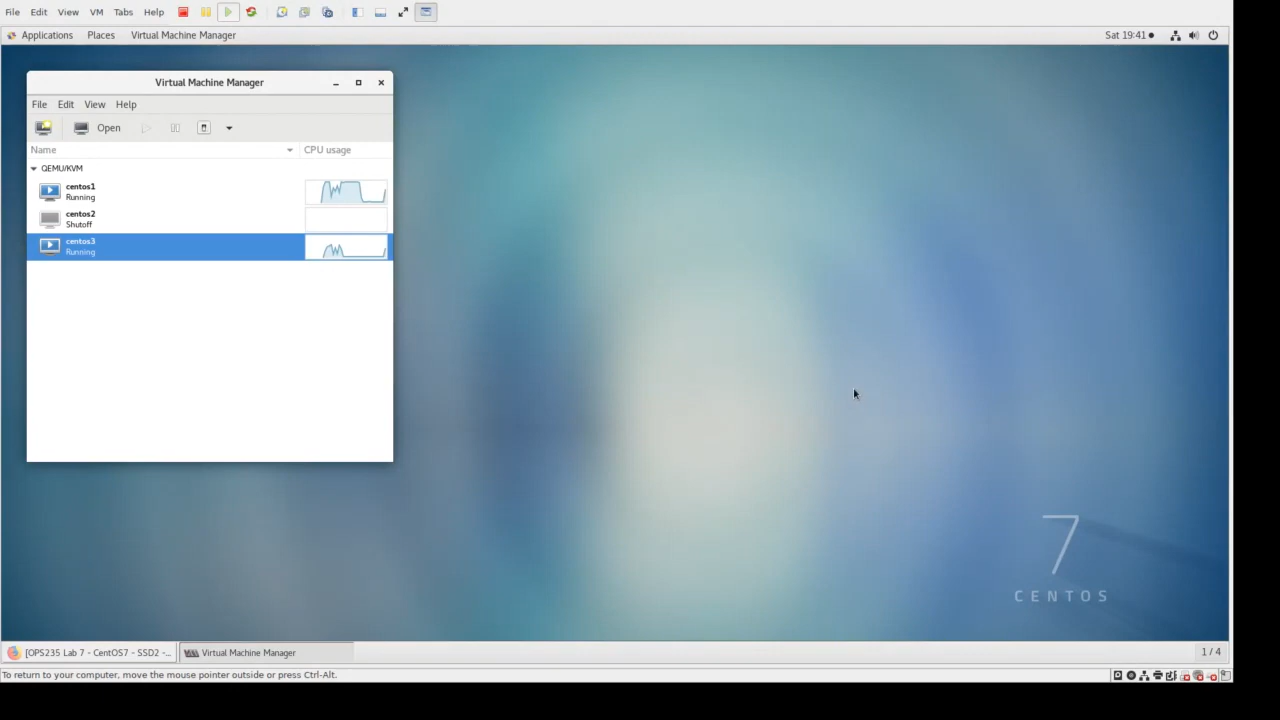 File Edit View VM Tabs Help
Applications Places Virtual Machine Manager Sat 19:41
Virtual Machine Manager
File Edit View Help
Open
Name CPU usage
QEMU/KVM
centos1
Running
centos2
Shutoff
centos3
Running
7
CENTOS
[OPS235 Lab 7 - CentOS7 - SSD2 -... Virtual Machine Manager 1 / 4
To return to your computer, move the mouse pointer outside or press Ctrl-Alt.